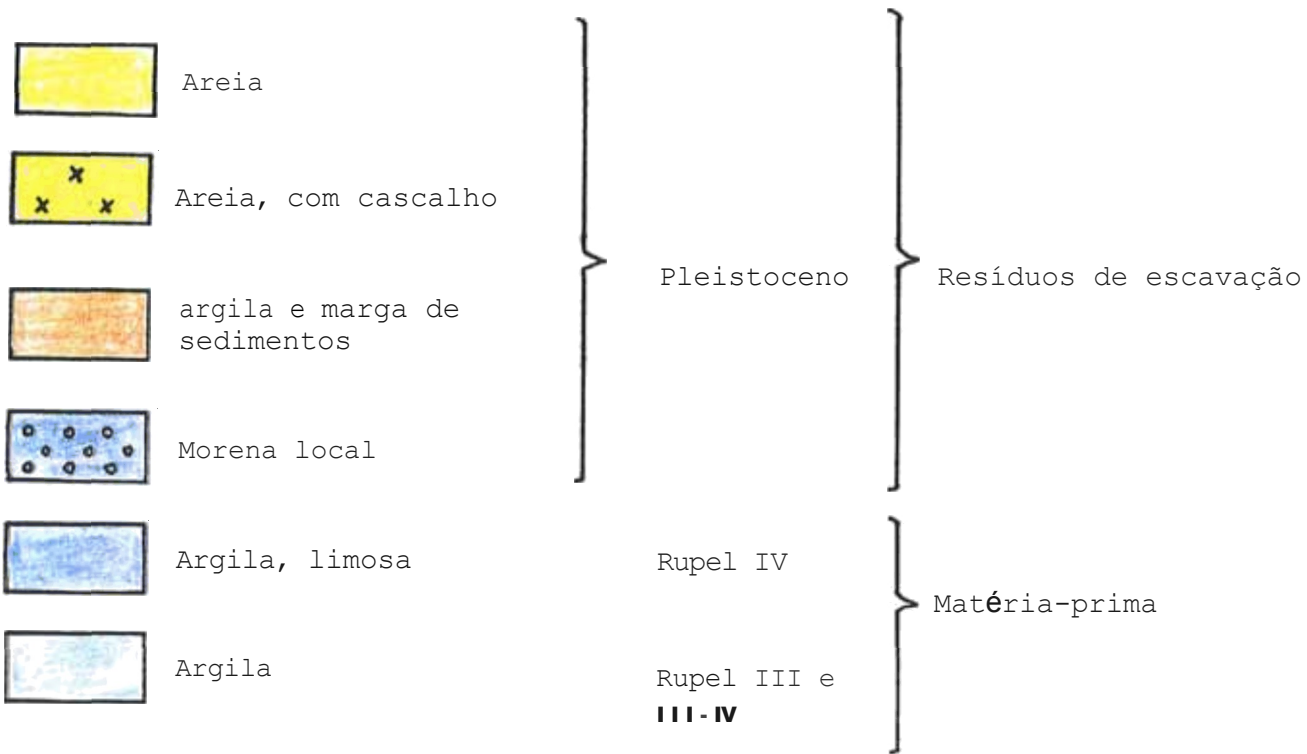 Areia
Areia, com cascalho
argila e marga de
sedimentos
Morena local
Argila, limosa
Argila
Pleistoceno
Rupel IV
Rupel III e
III-IV
Resíduos de escavação
Matéria-prima